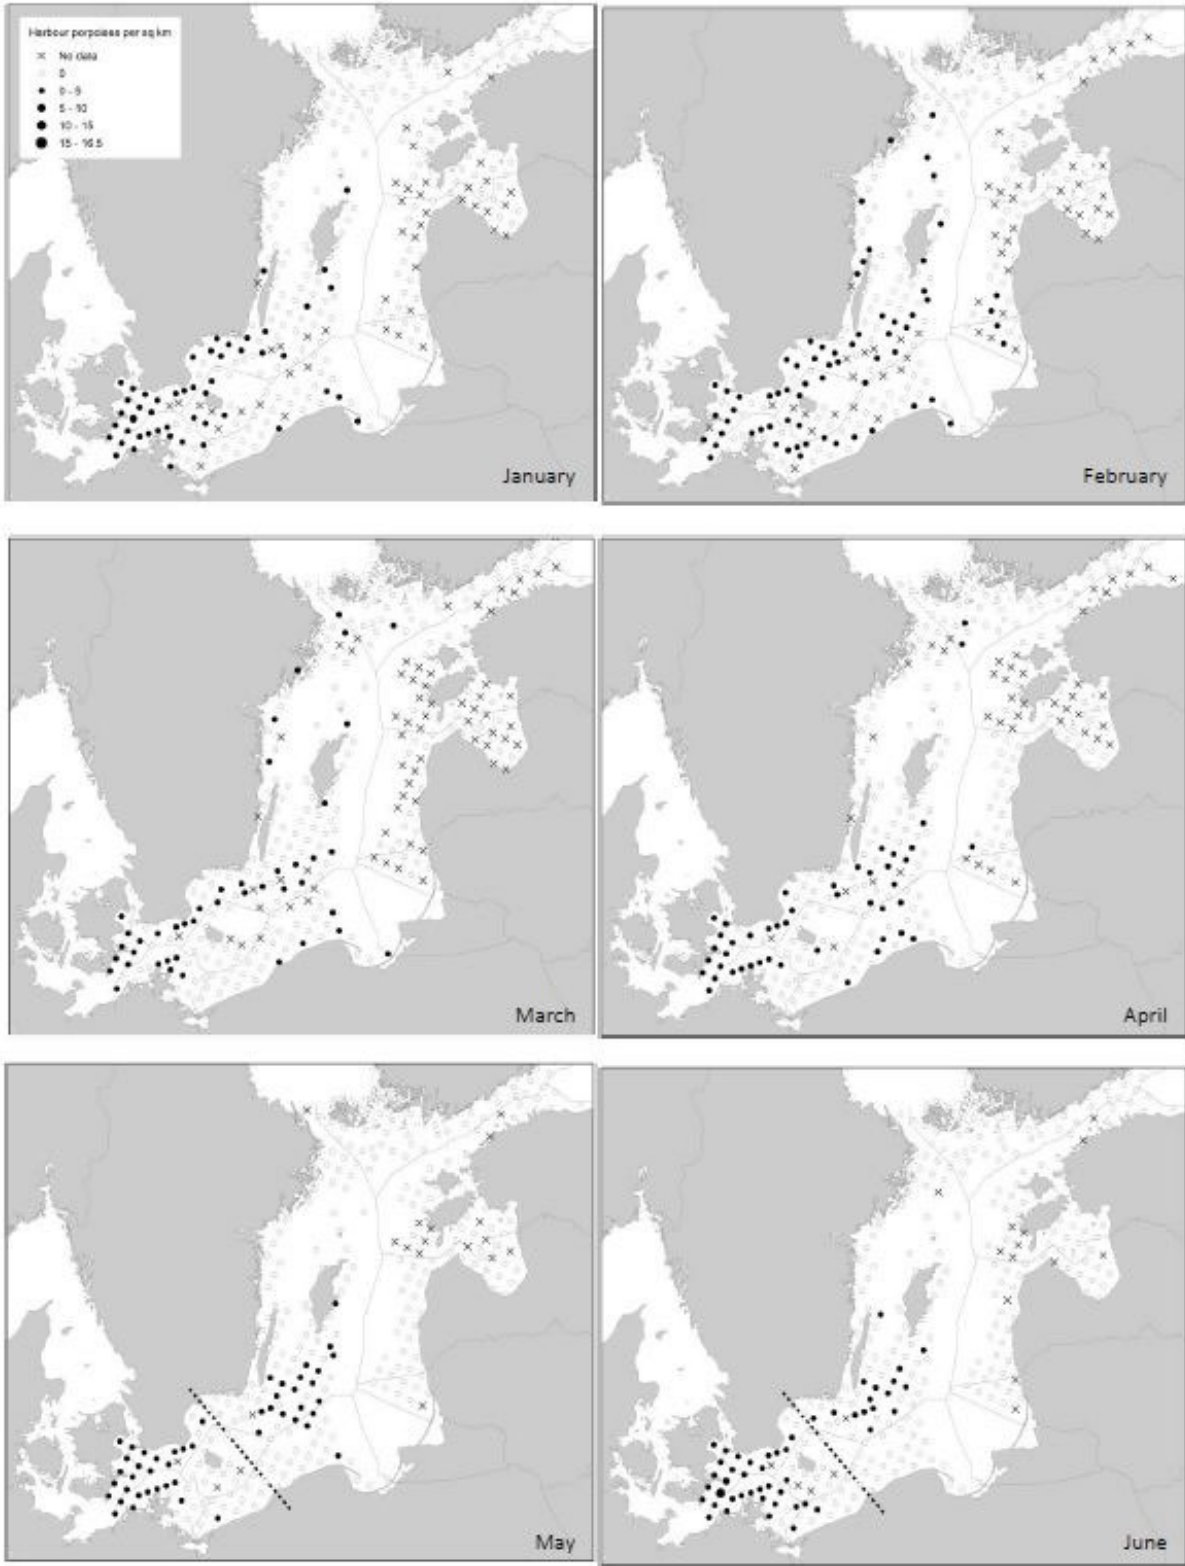 Harbour porpoises per sq km
No data
0
0 - 5
5 - 10
10 - 15
15 - 16.5
January
February
March
April
May
June